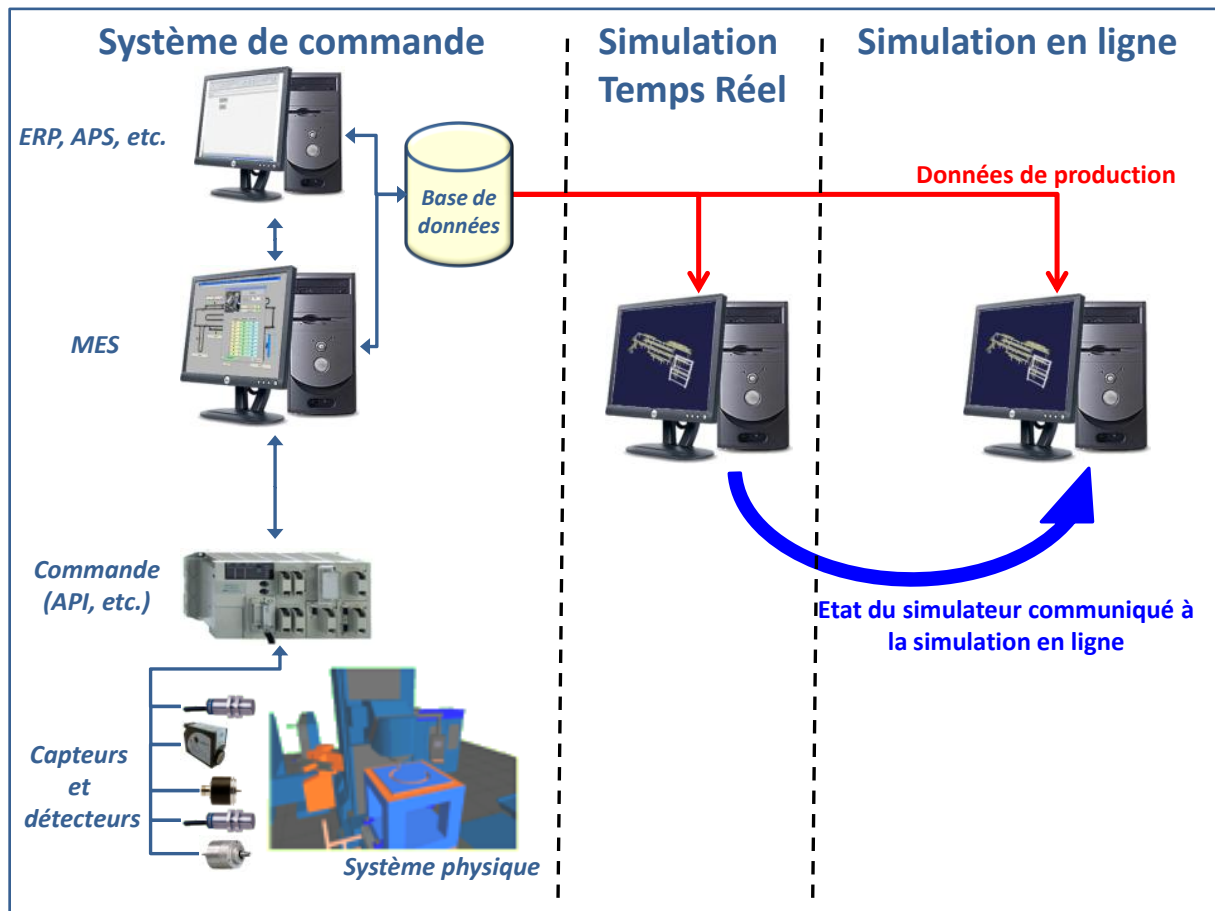 Système de commande
Simulation
Temps Réel
Simulation en ligne
ERP, APS, etc.
Base de
données
Données de production
MES
Commande
(API, etc.)
Etat du simulateur communiqué à
la simulation en ligne
Capteurs
et
détecteurs
Système physique